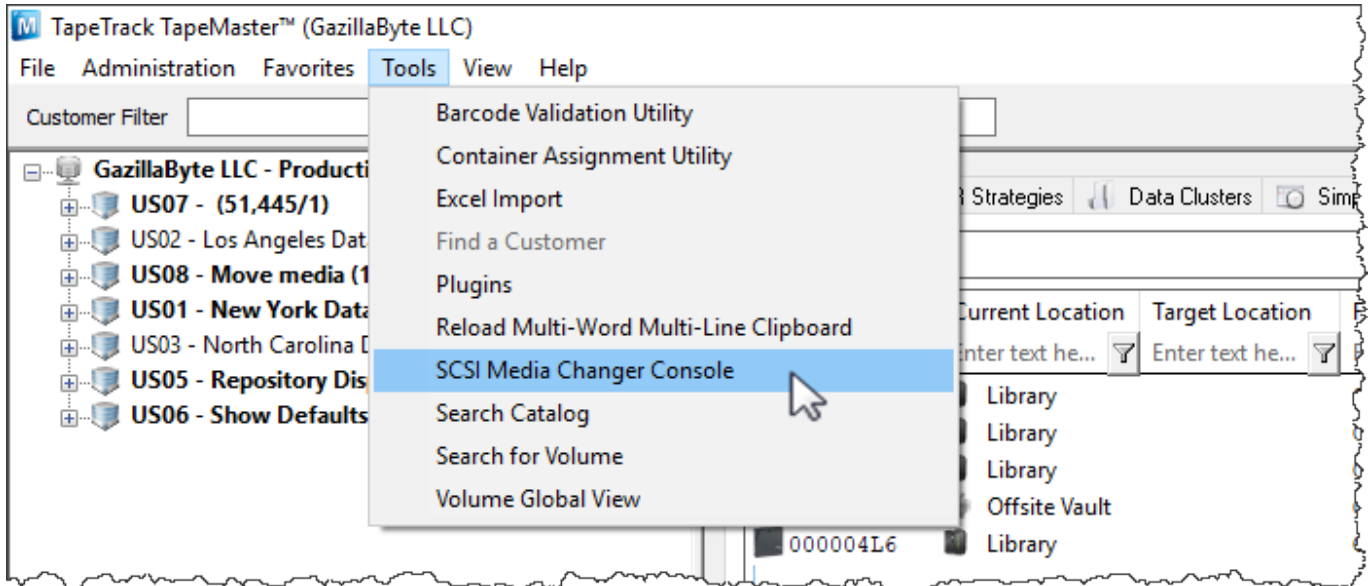 TapeTrack TapeMaster™ (GazillaByte LLC)
File Administration Favorites Tools View Help
Customer Filter
Barcode Validation Utility
Container Assignment Utility
Excel Import
Find a Customer
Plugins
Reload Multi-Word Multi-Line Clipboard
SCSI Media Changer Console
Search Catalog
Search for Volume
Volume Global View
GazillaByte LLC - Producti
US07 - (51,445/1)
US02 - Los Angeles Dat
US08 - Move media (1
US01 - New York Data
US03 - North Carolina
US05 - Repository Dis
US06 - Show Defaults
Strategies Data Clusters Simp
Current Location Target Location
Enter text he... Enter text he...
Library
Library
Library
Offsite Vault
000004L6 Library